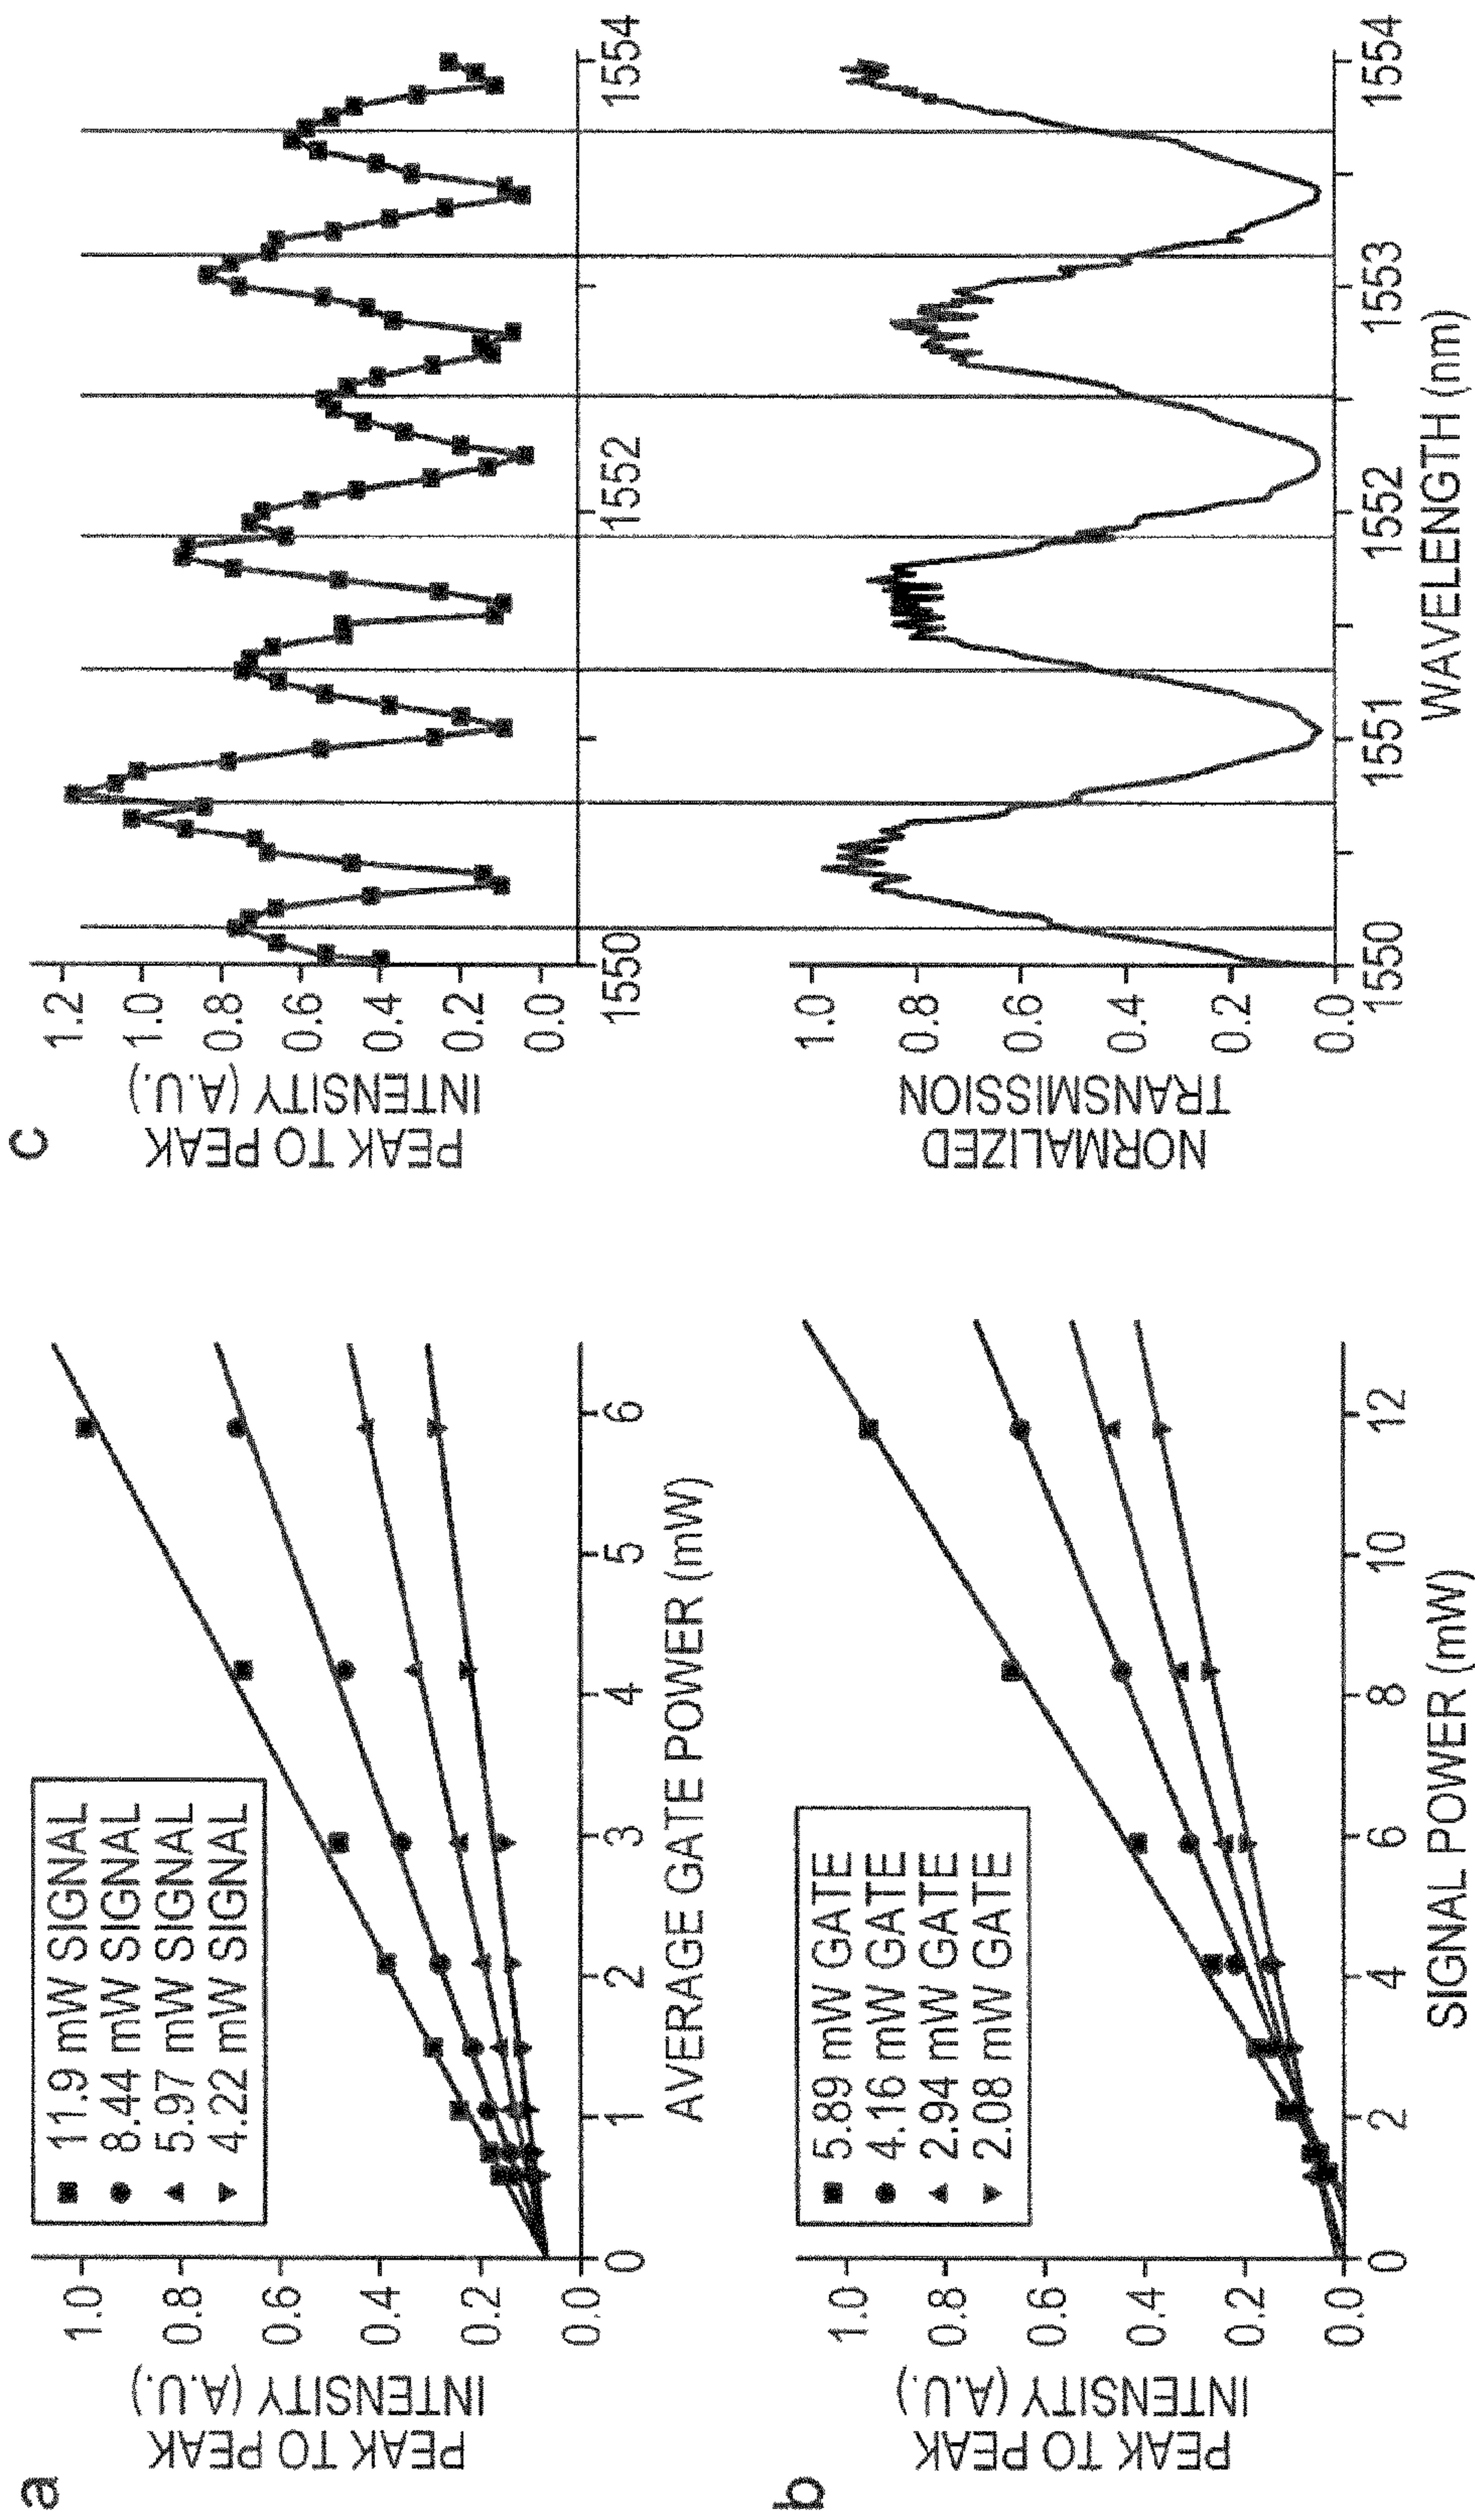 a
PEAK TO PEAK
INTENSITY (A.U.)
1.0
0.8
0.6
0.4
0.2
0.0
11.9 mW SIGNAL
8.44 mW SIGNAL
5.97 mW SIGNAL
4.22 mW SIGNAL
0 1 2 3 4 5 6
AVERAGE GATE POWER (mW)
b
PEAK TO PEAK
INTENSITY (A.U.)
1.0
0.8
0.6
0.4
0.2
0.0
5.89 mW GATE
4.16 mW GATE
2.94 mW GATE
2.08 mW GATE
0 2 4 6 8 10 12
SIGNAL POWER (mW)
c
PEAK TO PEAK
INTENSITY (A.U.)
1.2
1.0
0.8
0.6
0.4
0.2
0.0
1550 1552 1554
NORMALIZED
TRANSMISSION
1.0
0.8
0.6
0.4
0.2
0.0
1550 1551 1552 1553 1554
WAVELENGTH (nm)